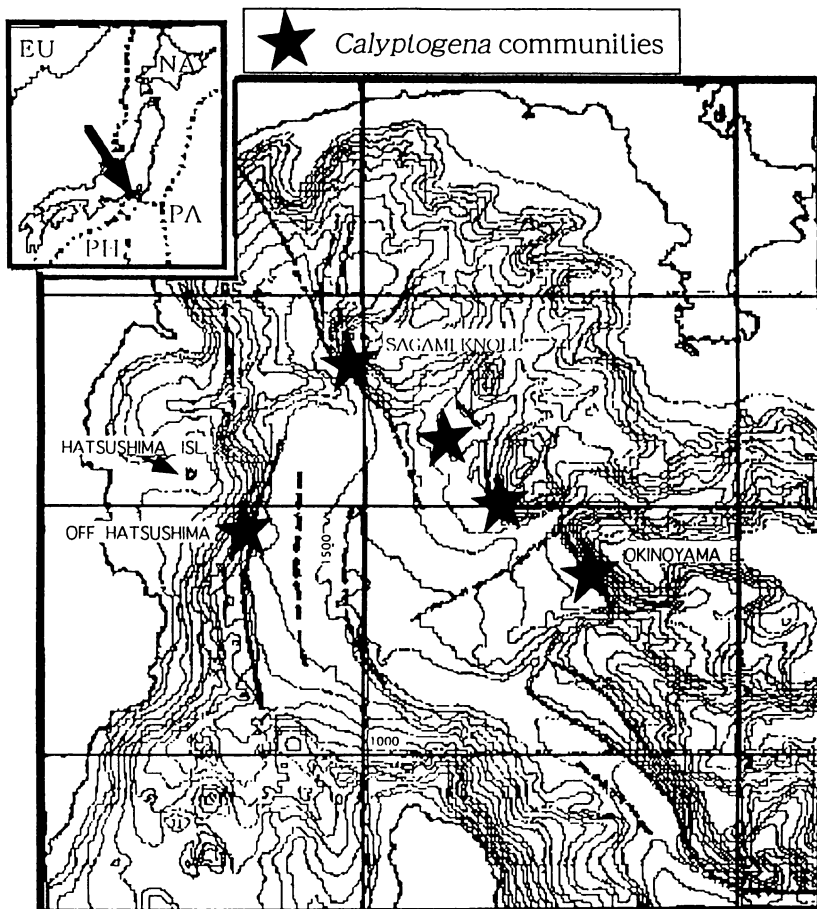 Calyptogena communities
EU
NA
PA
PH
SAGAMI KNOLL
HATSUSHIMA ISL.
OFF HATSUSHIMA
1500
OKINOYAMA B
1000